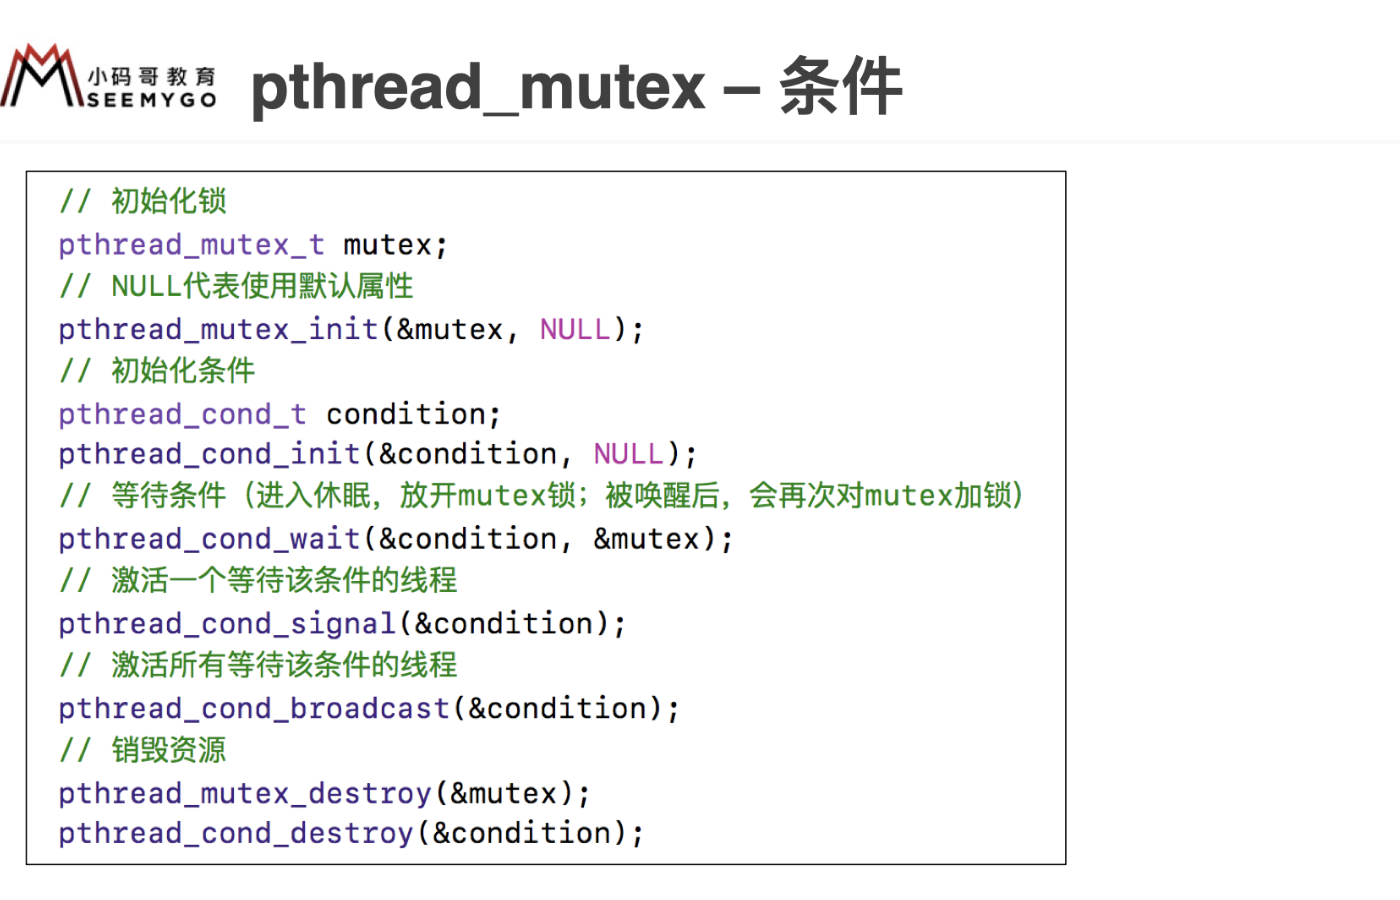 小码哥教育
SEEMYGO
pthread_mutex – 条件
// 初始化锁
pthread_mutex_t mutex;
// NULL代表使用默认属性
pthread_mutex_init(&mutex, NULL);
// 初始化条件
pthread_cond_t condition;
pthread_cond_init(&condition, NULL);
// 等待条件（进入休眠，放开mutex锁；被唤醒后，会再次对mutex加锁）
pthread_cond_wait(&condition, &mutex);
// 激活一个等待该条件的线程
pthread_cond_signal(&condition);
// 激活所有等待该条件的线程
pthread_cond_broadcast(&condition);
// 销毁资源
pthread_mutex_destroy(&mutex);
pthread_cond_destroy(&condition);